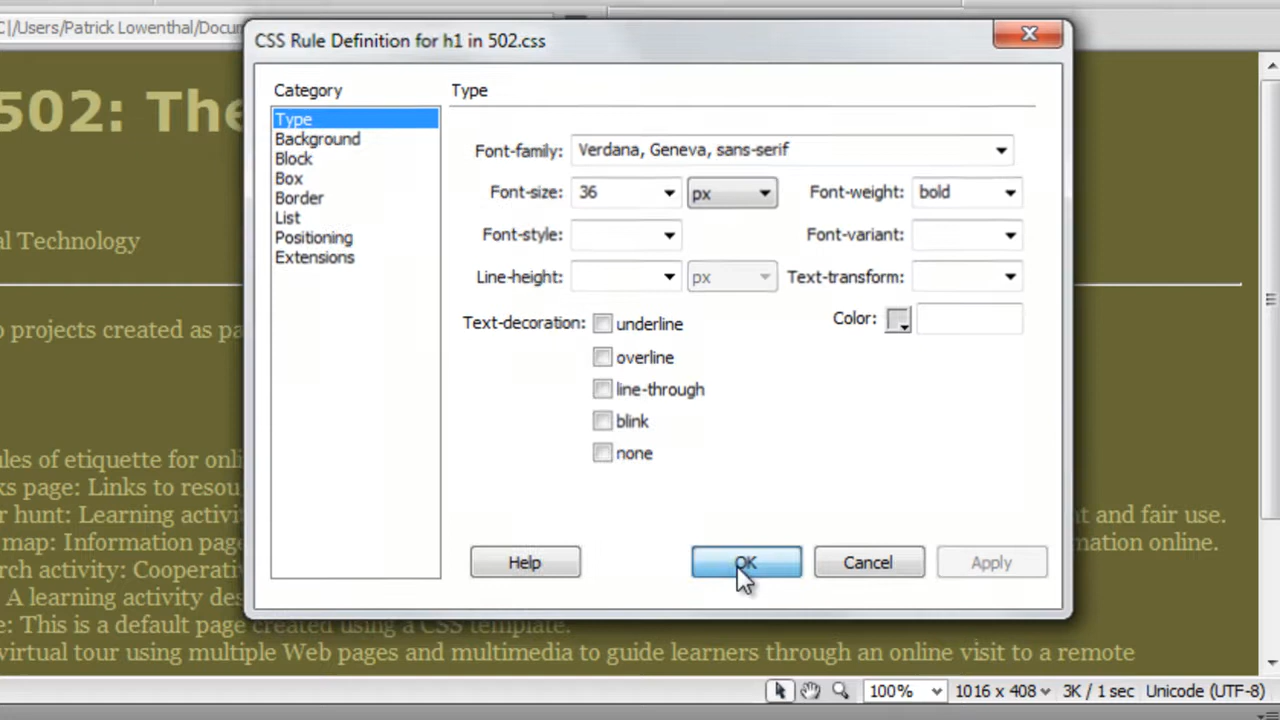 C|/Users/Patrick Lowenthal/Docum
CSS Rule Definition for h1 in 502.css
502: The
al Technology
o projects created as pa
ules of etiquette for onli
ks page: Links to resou
r hunt: Learning activi
t and fair use.
map: Information page
mation online.
rch activity: Cooperativ
A learning activity des
e: This is a default page created using a CSS template.
virtual tour using multiple Web pages and multimedia to guide learners through an online visit to a remote
Category
Type
Background
Block
Box
Border
List
Positioning
Extensions
Type
Font-family: Verdana, Geneva, sans-serif
Font-size: 36 px Font-weight: bold
Font-style: Font-variant:
Line-height: px Text-transform:
Text-decoration: underline Color:
overline
line-through
blink
none
Help OK Cancel Apply
100% 1016 x 408 3K / 1 sec Unicode (UTF-8)